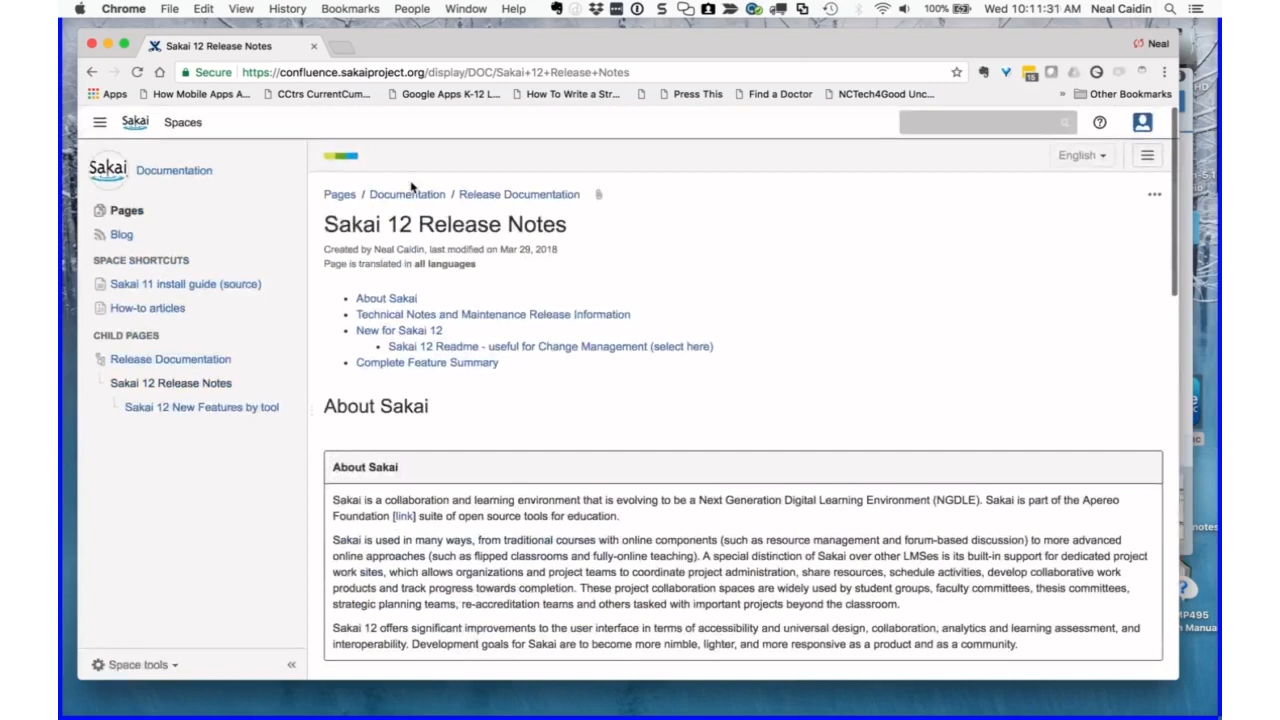 Chrome File Edit View History Bookmarks People Window Help 100% Wed 10:11:31 AM Neal Caidin
Sakai 12 Release Notes Neal
Secure https://confluence.sakaiproject.org/display/DOC/Sakai+12+Release+Notes
Apps How Mobile Apps A... CCtrs CurrentCum... Google Apps K-12 L... How To Write a Str... Press This Find a Doctor NCTech4Good Unc... » Other Bookmarks
Sakai Spaces
Sakai Documentation
English
Pages
Blog
SPACE SHORTCUTS
Sakai 11 install guide (source)
How-to articles
CHILD PAGES
Release Documentation
Sakai 12 Release Notes
Sakai 12 New Features by tool
Space tools
Pages / Documentation / Release Documentation
Sakai 12 Release Notes
Created by Neal Caidin, last modified on Mar 29, 2018
Page is translated in all languages
• About Sakai
• Technical Notes and Maintenance Release Information
• New for Sakai 12
• Sakai 12 Readme - useful for Change Management (select here)
• Complete Feature Summary
About Sakai
About Sakai
Sakai is a collaboration and learning environment that is evolving to be a Next Generation Digital Learning Environment (NGDLE). Sakai is part of the Apereo
Foundation [link] suite of open source tools for education.
Sakai is used in many ways, from traditional courses with online components (such as resource management and forum-based discussion) to more advanced
online approaches (such as flipped classrooms and fully-online teaching). A special distinction of Sakai over other LMSes is its built-in support for dedicated project
work sites, which allows organizations and project teams to coordinate project administration, share resources, schedule activities, develop collaborative work
products and track progress towards completion. These project collaboration spaces are widely used by student groups, faculty committees, thesis committees,
strategic planning teams, re-accreditation teams and others tasked with important projects beyond the classroom.
Sakai 12 offers significant improvements to the user interface in terms of accessibility and universal design, collaboration, analytics and learning assessment, and
interoperability. Development goals for Sakai are to become more nimble, lighter, and more responsive as a product and as a community.
notes
MP495
Manual